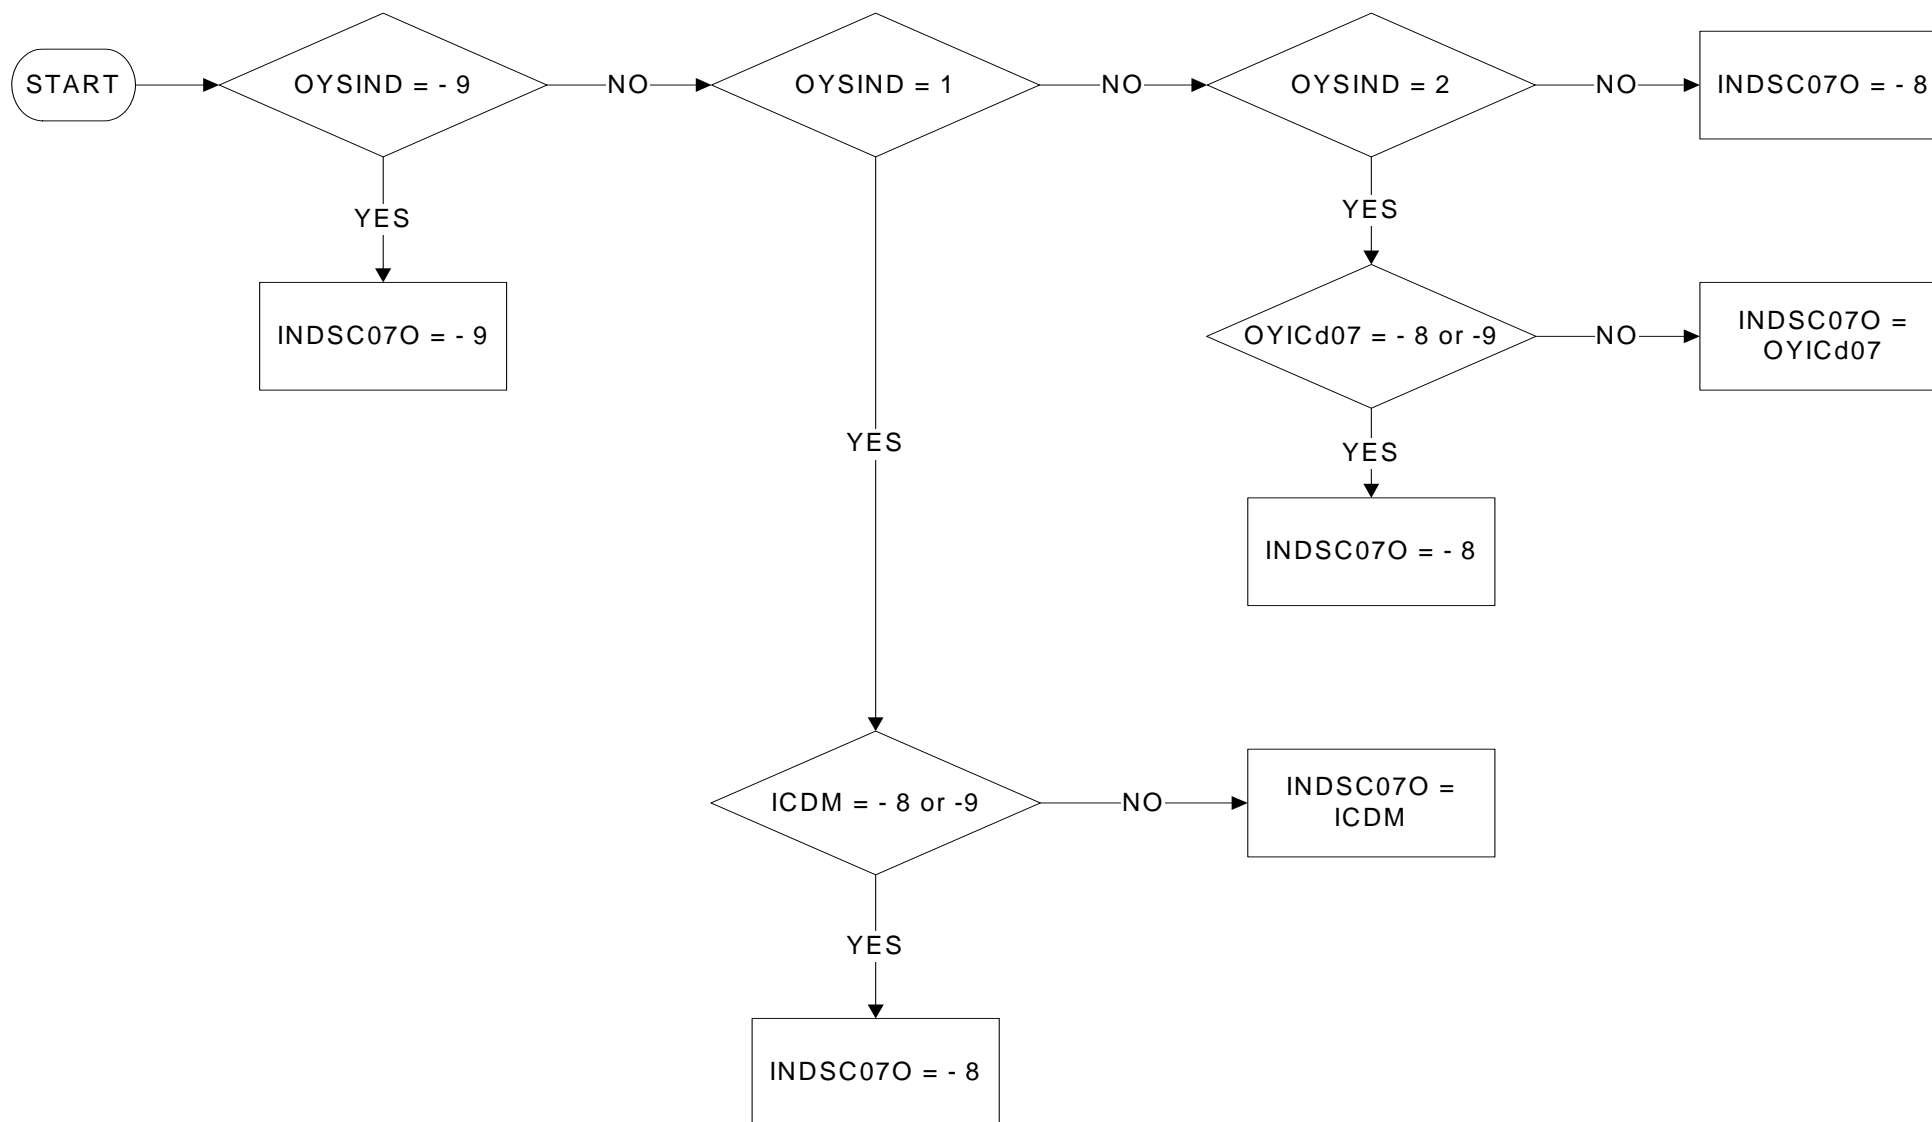 START
OYSIND = - 9
NO
OYSIND = 1
NO
OYSIND = 2
NO
INDSC07O = - 8
YES
INDSC07O = - 9
YES
OYICd07 = - 8 or -9
NO
INDSC07O =
OYICd07
YES
INDSC07O = - 8
YES
ICDM = - 8 or -9
NO
INDSC07O =
ICDM
YES
INDSC07O = - 8